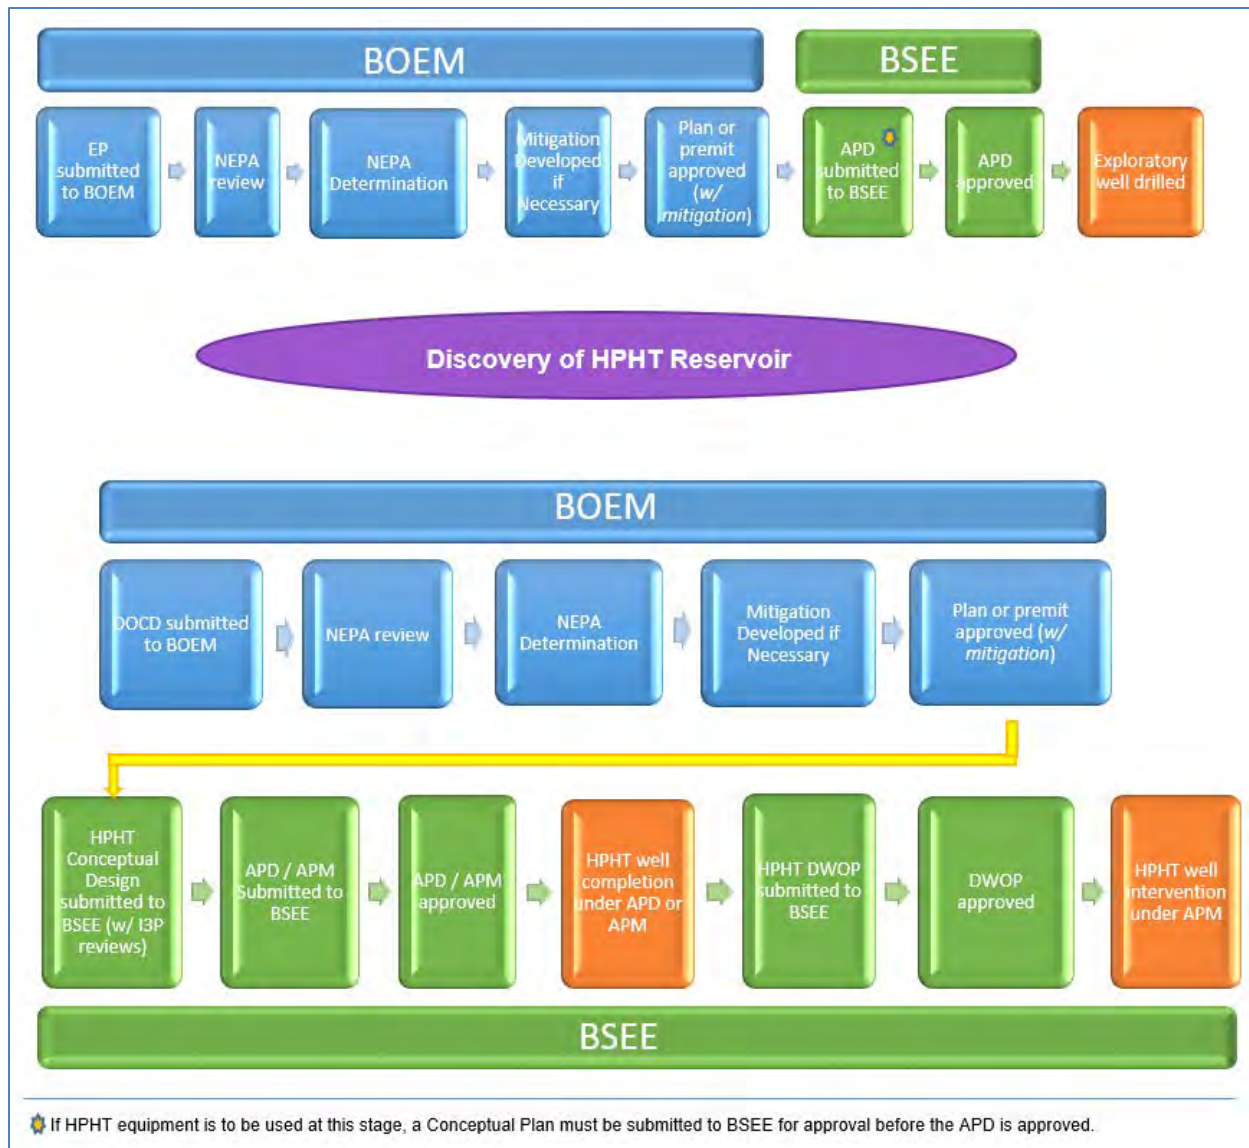 BOEM
BSEE
EP
submitted
to BOEM
NEPA
review
NEPA
Determination
Mitigation
Developed
if
Necessary
Plan or
premit
approved
(w/
mitigation)
APD
submitted
to BSEE
APD
approved
Exploratory
well drilled
Discovery of HPHT Reservoir
BOEM
DOCD submitted
to BOEM
NEPA review
NEPA
Determination
Mitigation
Developed if
Necessary
Plan or premit
approved (w/
mitigation)
HPHT
Conceptual
Design
submitted to
BSEE (w/ I3P
reviews)
APD / APM
Submitted to
BSEE
APD / APM
approved
HPHT well
completion
under APD or
APM
HPHT DWOP
submitted to
BSEE
DWOP
approved
HPHT well
intervention
under APM
BSEE
If HPHT equipment is to be used at this stage, a Conceptual Plan must be submitted to BSEE for approval before the APD is approved.